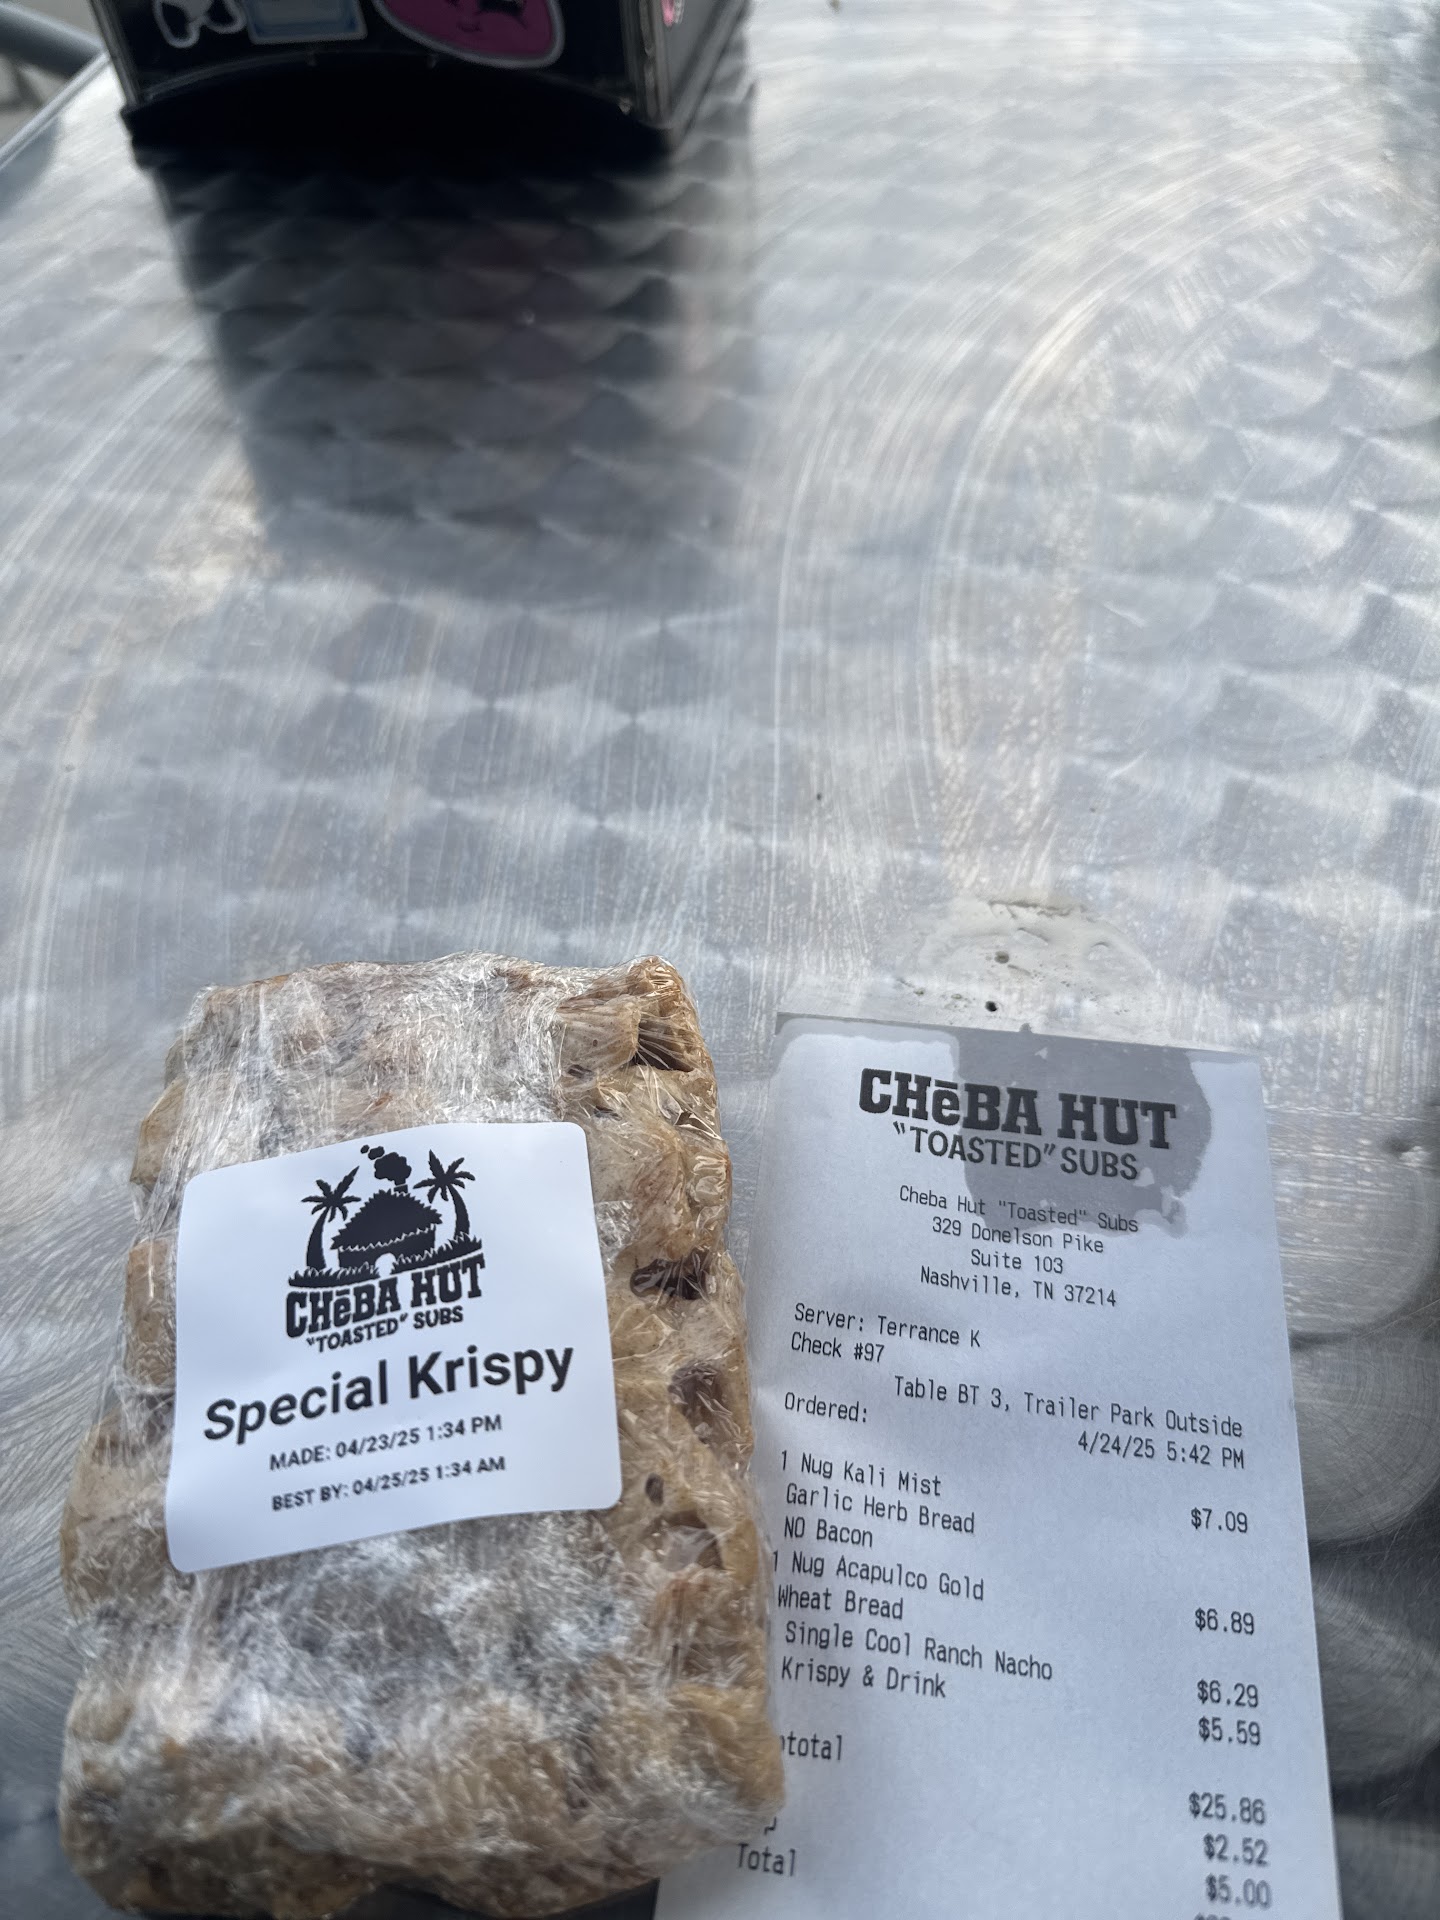 CHēBA HUT
"TOASTED" SUBS
Special Krispy
MADE: 04/23/25 1:34 PM
BEST BY: 04/25/25 1:34 AM
CHēBA HUT
"TOASTED" SUBS
Cheba Hut "Toasted" Subs
329 Donelson Pike
Suite 103
Nashville, TN 37214
Server: Terrance K
Check #97
Table BT 3, Trailer Park Outside
Ordered:
4/24/25 5:42 PM
1 Nug Kali Mist $7.09
Garlic Herb Bread
NO Bacon
1 Nug Acapulco Gold $6.89
Wheat Bread
Single Cool Ranch Nacho $6.29
Krispy & Drink $5.59
total $25.86
$2.52
p $5.00
Total